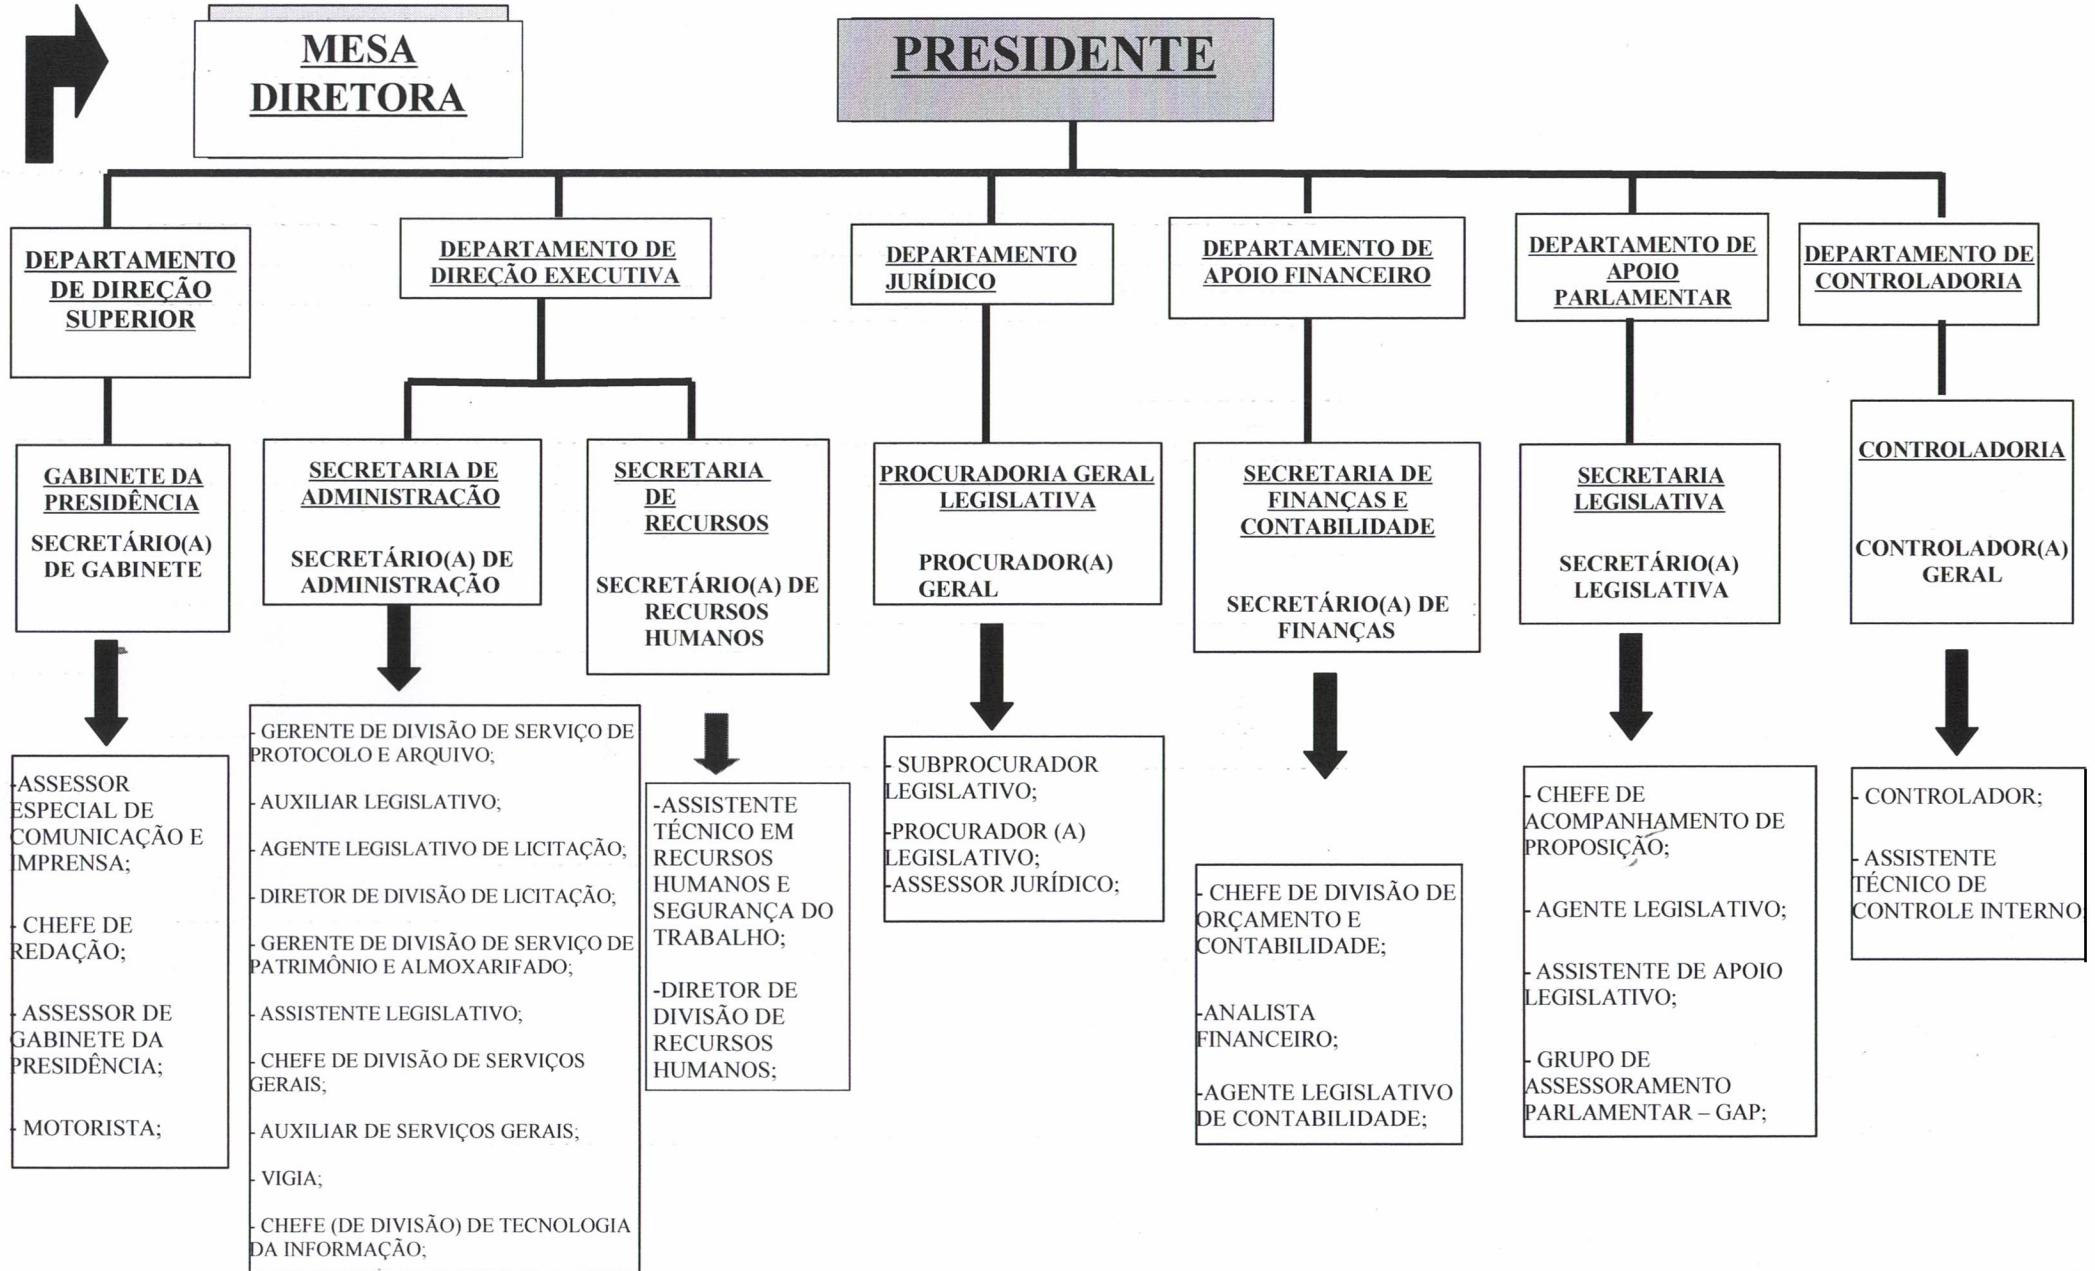 MESA
DIRETORA
PRESIDENTE
DEPARTAMENTO
DE DIREÇÃO
SUPERIOR
DEPARTAMENTO DE
DIREÇÃO EXECUTIVA
DEPARTAMENTO
JURÍDICO
DEPARTAMENTO DE
APOIO FINANCEIRO
DEPARTAMENTO DE
APOIO
PARLAMENTAR
DEPARTAMENTO DE
CONTROLADORIA
GABINETE DA
PRESIDÊNCIA
SECRETÁRIO(A)
DE GABINETE
SECRETARIA DE
ADMINISTRAÇÃO
SECRETÁRIO(A) DE
ADMINISTRAÇÃO
SECRETARIA
DE
RECURSOS
SECRETÁRIO(A) DE
RECURSOS
HUMANOS
PROCURADORIA GERAL
LEGISLATIVA
PROCURADOR(A)
GERAL
SECRETARIA DE
FINANÇAS E
CONTABILIDADE
SECRETÁRIO(A) DE
FINANÇAS
SECRETARIA
LEGISLATIVA
SECRETÁRIO(A)
LEGISLATIVA
CONTROLADORIA
CONTROLADOR(A)
GERAL
-ASSESSOR
ESPECIAL DE
COMUNICAÇÃO E
IMPRENSA;
- CHEFE DE
REDAÇÃO;
- ASSESSOR DE
GABINETE DA
PRESIDÊNCIA;
- MOTORISTA;
- GERENTE DE DIVISÃO DE SERVIÇO DE
PROTOCOLO E ARQUIVO;
- AUXILIAR LEGISLATIVO;
- AGENTE LEGISLATIVO DE LICITAÇÃO;
- DIRETOR DE DIVISÃO DE LICITAÇÃO;
- GERENTE DE DIVISÃO DE SERVIÇO DE
PATRIMÔNIO E ALMOXARIFADO;
- ASSISTENTE LEGISLATIVO;
- CHEFE DE DIVISÃO DE SERVIÇOS
GERAIS;
- AUXILIAR DE SERVIÇOS GERAIS;
- VIGIA;
- CHEFE (DE DIVISÃO) DE TECNOLOGIA
DA INFORMAÇÃO;
-ASSISTENTE
TÉCNICO EM
RECURSOS
HUMANOS E
SEGURANÇA DO
TRABALHO;
-DIRETOR DE
DIVISÃO DE
RECURSOS
HUMANOS;
- SUBPROCURADOR
LEGISLATIVO;
-PROCURADOR (A)
LEGISLATIVO;
-ASSESSOR JURÍDICO;
- CHEFE DE DIVISÃO DE
ORÇAMENTO E
CONTABILIDADE;
-ANALISTA
FINANCEIRO;
-AGENTE LEGISLATIVO
DE CONTABILIDADE;
- CHEFE DE
ACOMPANHAMENTO DE
PROPOSIÇÃO;
- AGENTE LEGISLATIVO;
- ASSISTENTE DE APOIO
LEGISLATIVO;
- GRUPO DE
ASSESSORAMENTO
PARLAMENTAR – GAP;
- CONTROLADOR;
- ASSISTENTE
TÉCNICO DE
CONTROLE INTERNO;